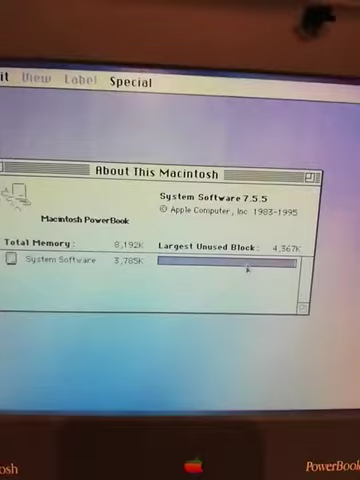 View Label Special
About This Macintosh
System Software 7.5.5
© Apple Computer, Inc 1983-1995
Macintosh PowerBook
Total Memory: 8,192K Largest Unused Block: 4,367K
System Software 3,785K
osh PowerBook